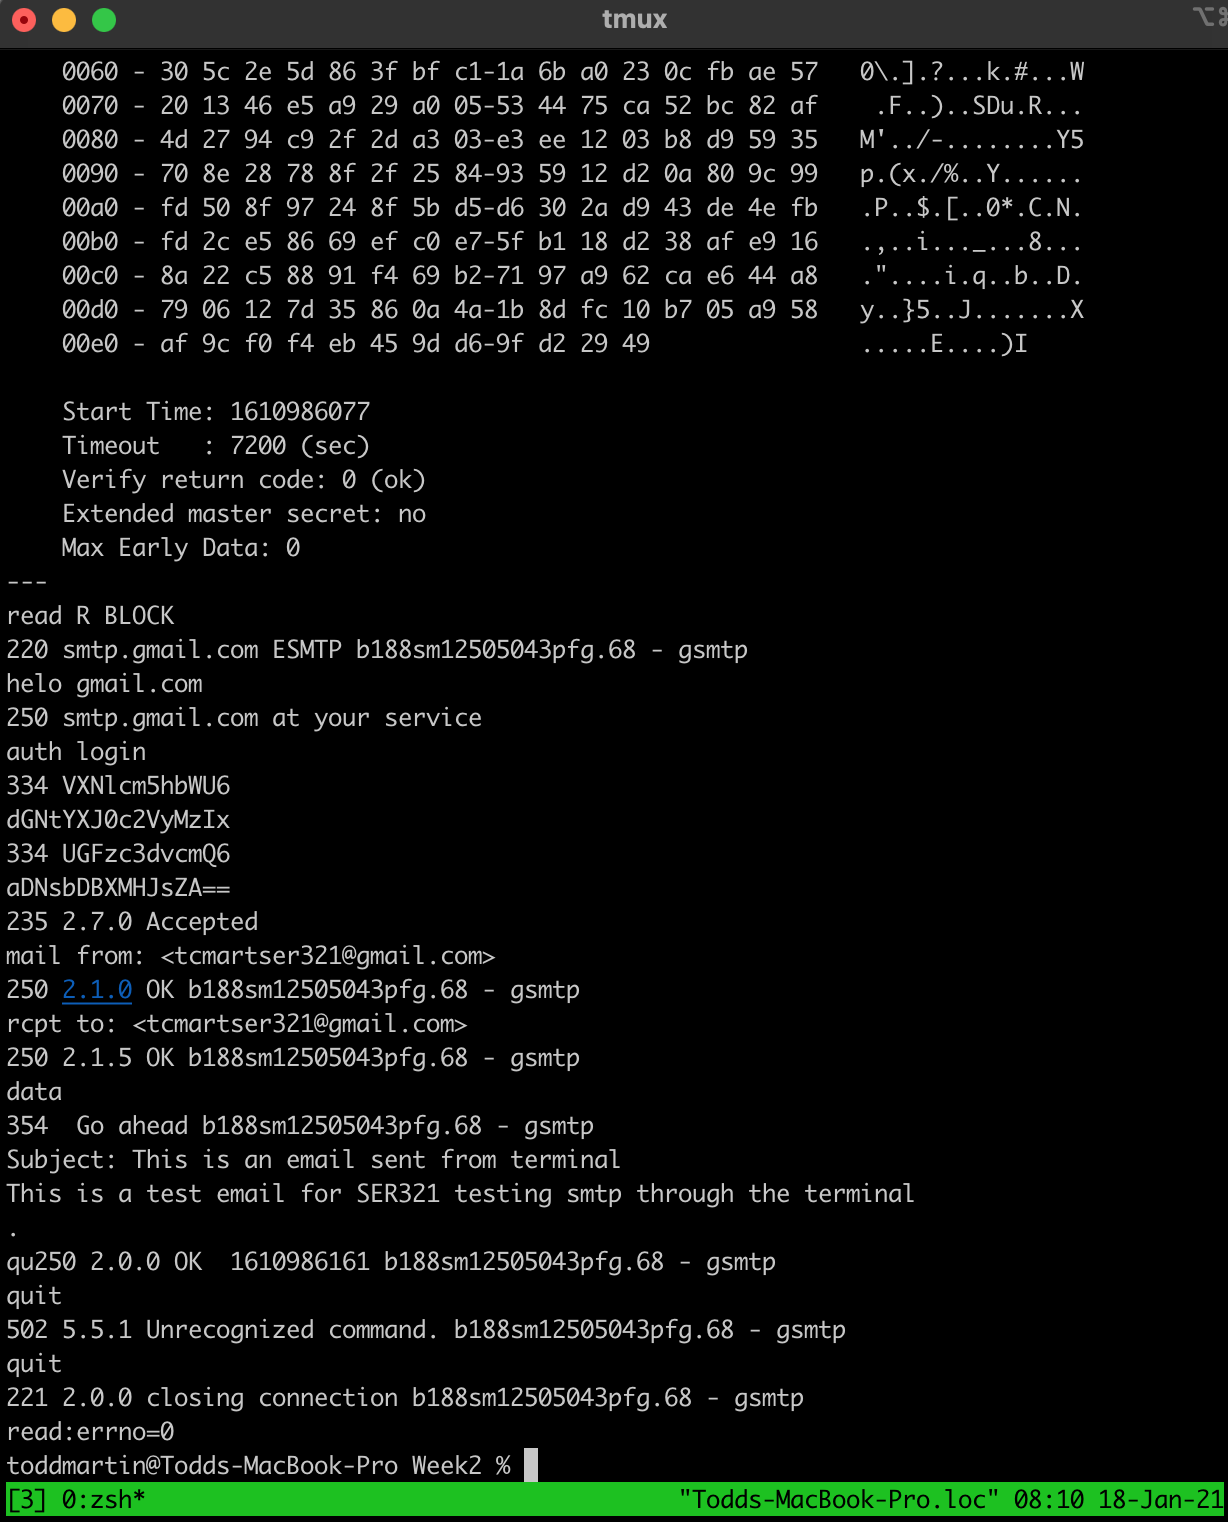 tmux
0060 - 30 5c 2e 5d 86 3f bf c1-1a 6b a0 23 0c fb ae 57   0\.].?...k.#...W
0070 - 20 13 46 e5 a9 29 a0 05-53 44 75 ca 52 bc 82 af    .F..)..SDu.R...
0080 - 4d 27 94 c9 2f 2d a3 03-e3 ee 12 03 b8 d9 59 35   M'../-........Y5
0090 - 70 8e 28 78 8f 2f 25 84-93 59 12 d2 0a 80 9c 99   p.(x./%..Y......
00a0 - fd 50 8f 97 24 8f 5b d5-d6 30 2a d9 43 de 4e fb   .P..$.[..0*.C.N.
00b0 - fd 2c e5 86 69 ef c0 e7-5f b1 18 d2 38 af e9 16   .,..i..._...8...
00c0 - 8a 22 c5 88 91 f4 69 b2-71 97 a9 62 ca e6 44 a8   ."....i.q..b..D.
00d0 - 79 06 12 7d 35 86 0a 4a-1b 8d fc 10 b7 05 a9 58   y..}5..J.......X
00e0 - af 9c f0 f4 eb 45 9d d6-9f d2 29 49               .....E....)I
Start Time: 1610986077
Timeout   : 7200 (sec)
Verify return code: 0 (ok)
Extended master secret: no
Max Early Data: 0
---
read R BLOCK
220 smtp.gmail.com ESMTP b188sm12505043pfg.68 - gsmtp
helo gmail.com
250 smtp.gmail.com at your service
auth login
334 VXNlcm5hbWU6
dGNtYXJ0c2VyMzIx
334 UGFzc3dvcmQ6
aDNsbDBXMHJsZA==
235 2.7.0 Accepted
mail from: <tcmartser321@gmail.com>
250 2.1.0 OK b188sm12505043pfg.68 - gsmtp
rcpt to: <tcmartser321@gmail.com>
250 2.1.5 OK b188sm12505043pfg.68 - gsmtp
data
354  Go ahead b188sm12505043pfg.68 - gsmtp
Subject: This is an email sent from terminal
This is a test email for SER321 testing smtp through the terminal
.
qu250 2.0.0 OK  1610986161 b188sm12505043pfg.68 - gsmtp
quit
502 5.5.1 Unrecognized command. b188sm12505043pfg.68 - gsmtp
quit
221 2.0.0 closing connection b188sm12505043pfg.68 - gsmtp
read:errno=0
toddmartin@Todds-MacBook-Pro Week2 %
[3] 0:zsh* "Todds-MacBook-Pro.loc" 08:10 18-Jan-21